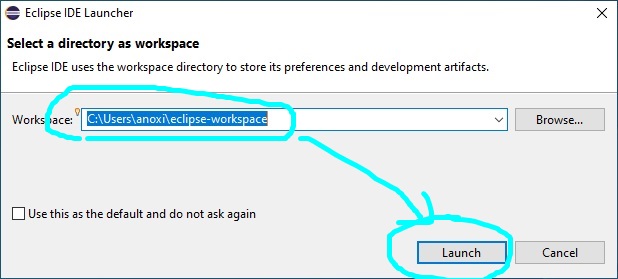 Eclipse IDE Launcher
Select a directory as workspace
Eclipse IDE uses the workspace directory to store its preferences and development artifacts.
Workspace: C:\Users\anoxi\eclipse-workspace Browse...
Use this as the default and do not ask again
Launch Cancel